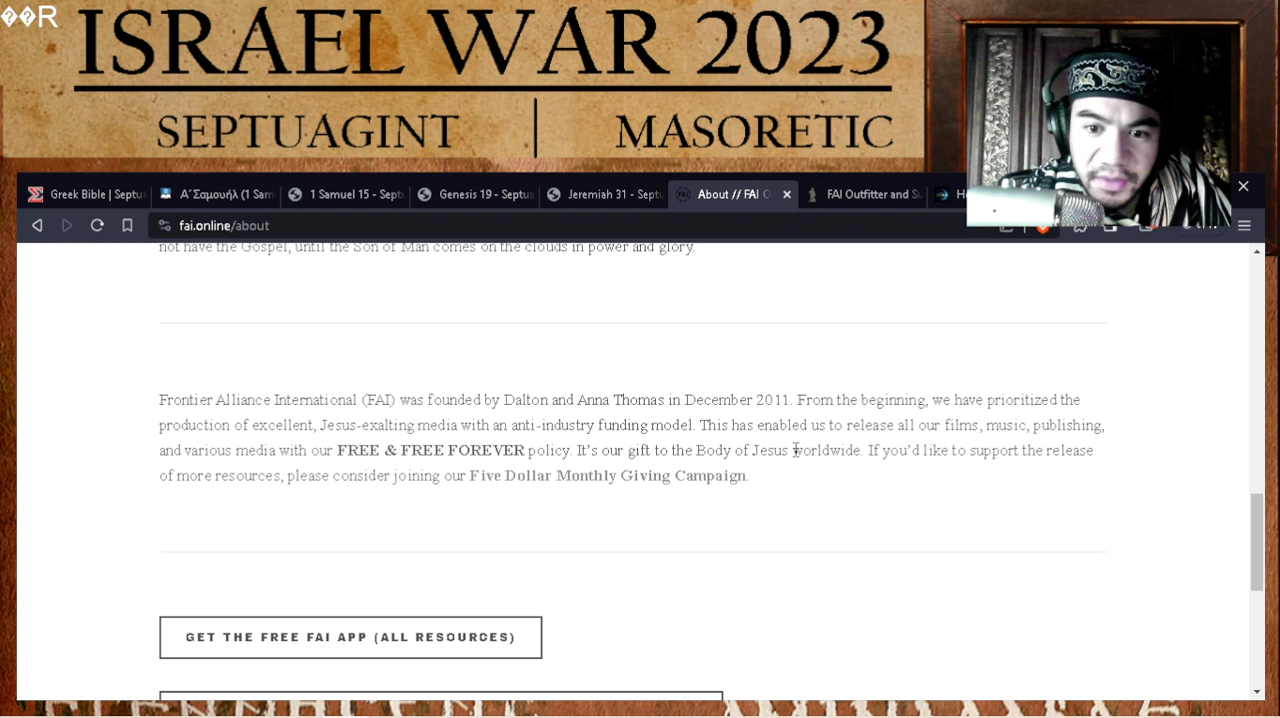 ��R
ISRAEL WAR 2023
SEPTUAGINT | MASORETIC
Greek Bible | Septu
Α΄Σαμουήλ (1 Sam
1 Samuel 15 - Sept
Genesis 19 - Septua
Jeremiah 31 - Septu
About // FAI O
FAI Outfitter and Su
fai.online/about
not have the Gospel, until the Son of Man comes on the clouds in power and glory.
Frontier Alliance International (FAI) was founded by Dalton and Anna Thomas in December 2011. From the beginning, we have prioritized the
production of excellent, Jesus-exalting media with an anti-industry funding model. This has enabled us to release all our films, music, publishing,
and various media with our FREE & FREE FOREVER policy. It’s our gift to the Body of Jesus worldwide. If you’d like to support the release
of more resources, please consider joining our Five Dollar Monthly Giving Campaign.
GET THE FREE FAI APP (ALL RESOURCES)